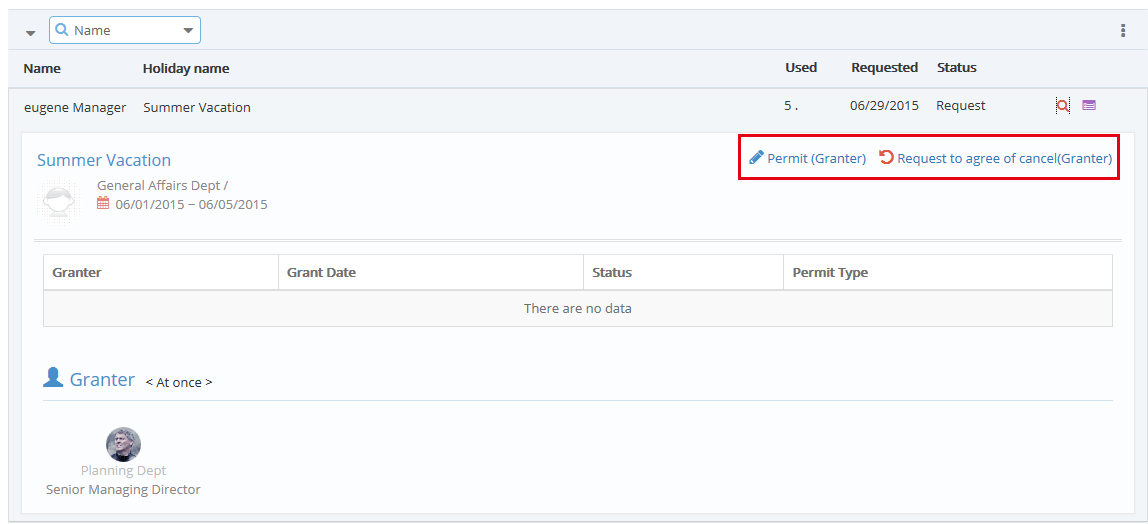 Name
Name Holiday name Used Requested Status
eugene Manager Summer Vacation 5 . 06/29/2015 Request
Summer Vacation Permit (Granter) Request to agree of cancel(Granter)
General Affairs Dept /
06/01/2015 ~ 06/05/2015
Granter Grant Date Status Permit Type
There are no data
Granter < At once >
Planning Dept
Senior Managing Director